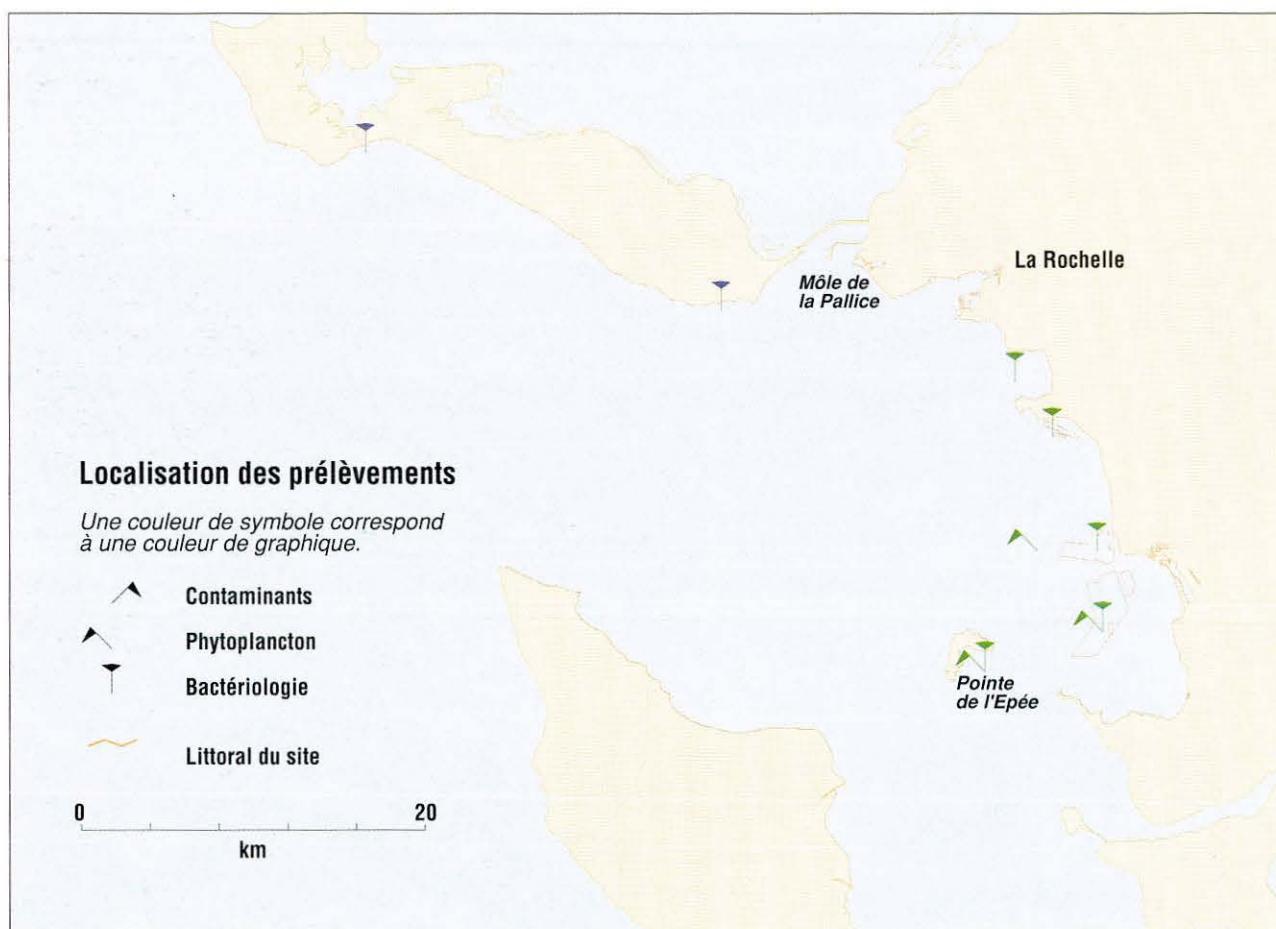 La Rochelle
Môle de
la Pallice
Localisation des prélèvements
Une couleur de symbole correspond
à une couleur de graphique.
Contaminants
Phytoplancton
Bactériologie
Pointe
de l'Epée
Littoral du site
0 20
km